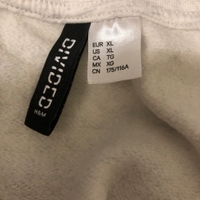 DIVIDED
H&M
EUR XL
US XL
CA TG
MX XG
CN 175/116A